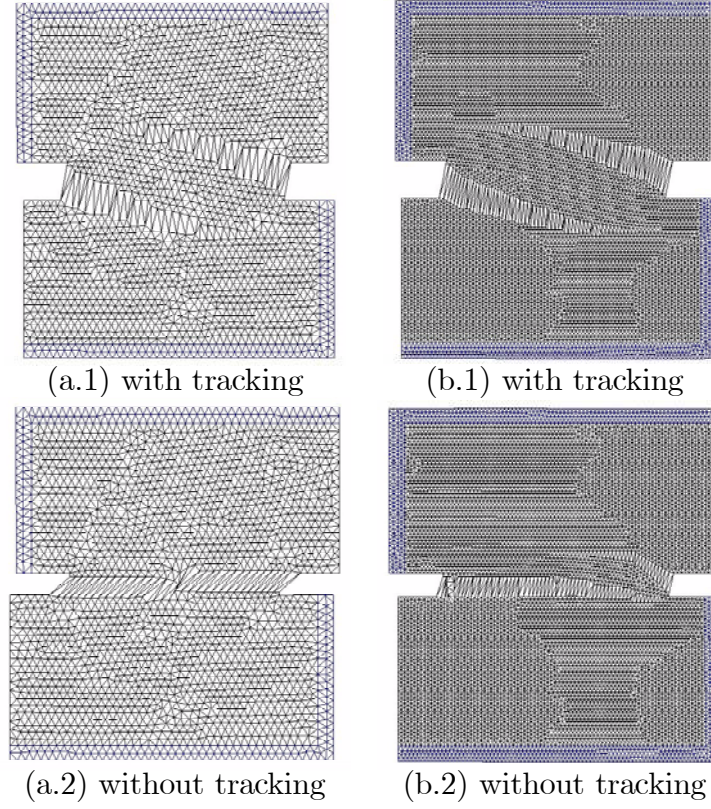 (a.1) with tracking
(b.1) with tracking
(a.2) without tracking
(b.2) without tracking